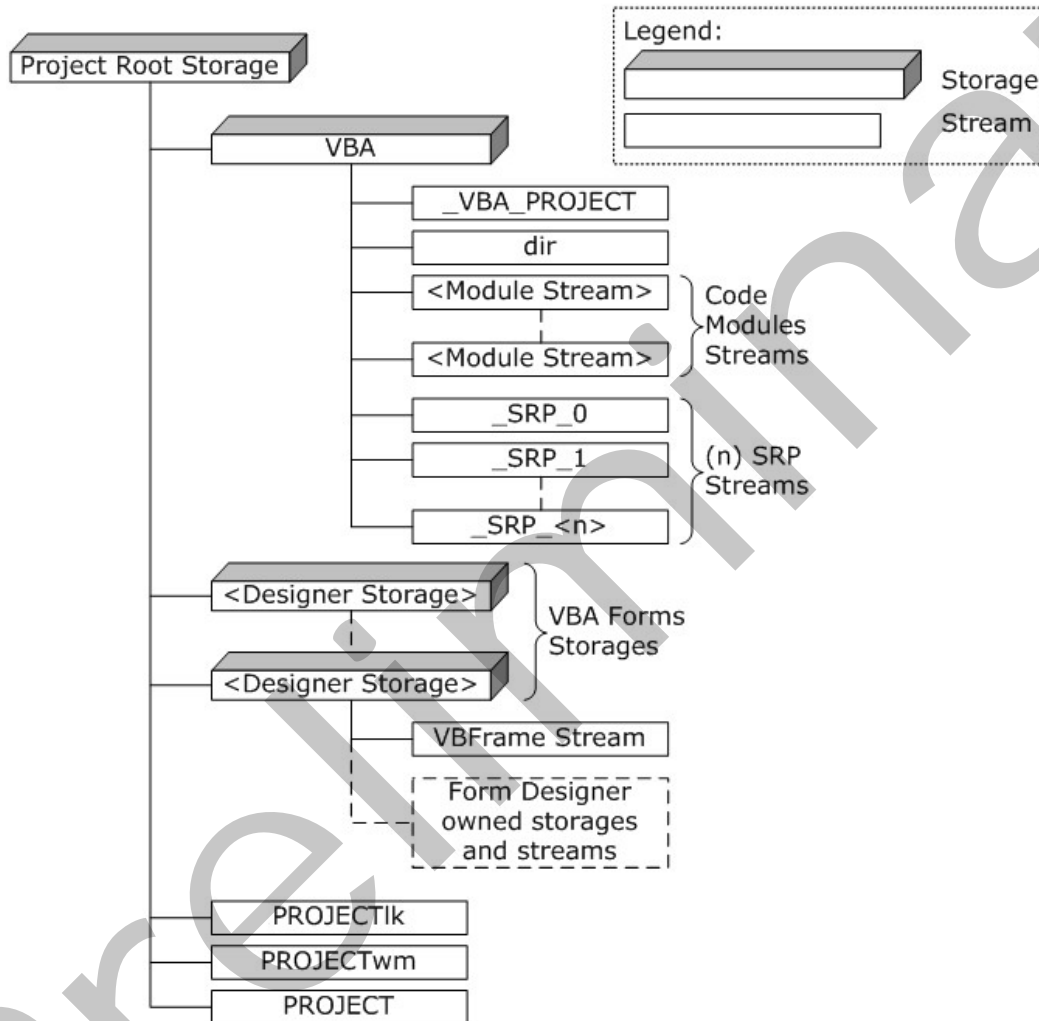 Project Root Storage
Legend:
Storage
Stream
VBA
_VBA_PROJECT
dir
<Module Stream>
<Module Stream>
Code
Modules
Streams
_SRP_0
_SRP_1
_SRP_<n>
(n) SRP
Streams
<Designer Storage>
<Designer Storage>
VBA Forms
Storages
VBFrame Stream
Form Designer
owned storages
and streams
PROJECTlk
PROJECTwm
PROJECT
relimina